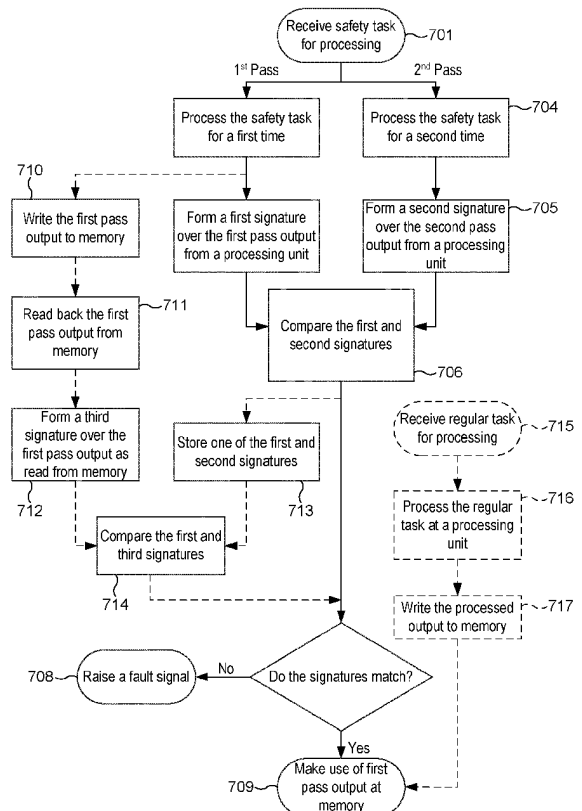 Receive safety task
for processing
701
1st Pass
2nd Pass
Process the safety task
for a first time
Process the safety task
for a second time
704
710
Write the first pass
output to memory
Form a first signature
over the first pass output
from a processing unit
Form a second signature
over the second pass
output from a processing
unit
705
Read back the first
pass output from
memory
711
Compare the first and
second signatures
706
Form a third
signature over the
first pass output as
read from memory
712
Store one of the first and
second signatures
713
Receive regular task
for processing
715
Process the regular
task at a processing
unit
716
Compare the first and
third signatures
714
Write the processed
output to memory
717
708
Raise a fault signal
No
Do the signatures match?
Yes
709
Make use of first
pass output at
memory